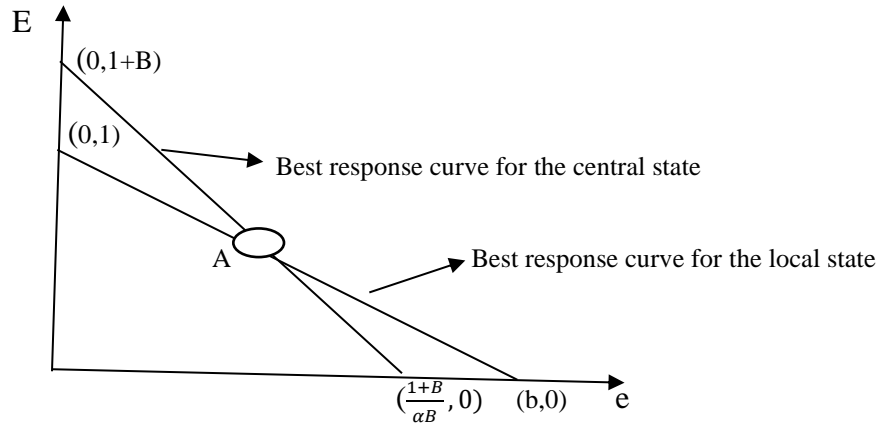 E
(0,1+B)
(0,1)
Best response curve for the central state
A
Best response curve for the local state
(\frac{1+B}{αB}, 0)
(b,0)
e